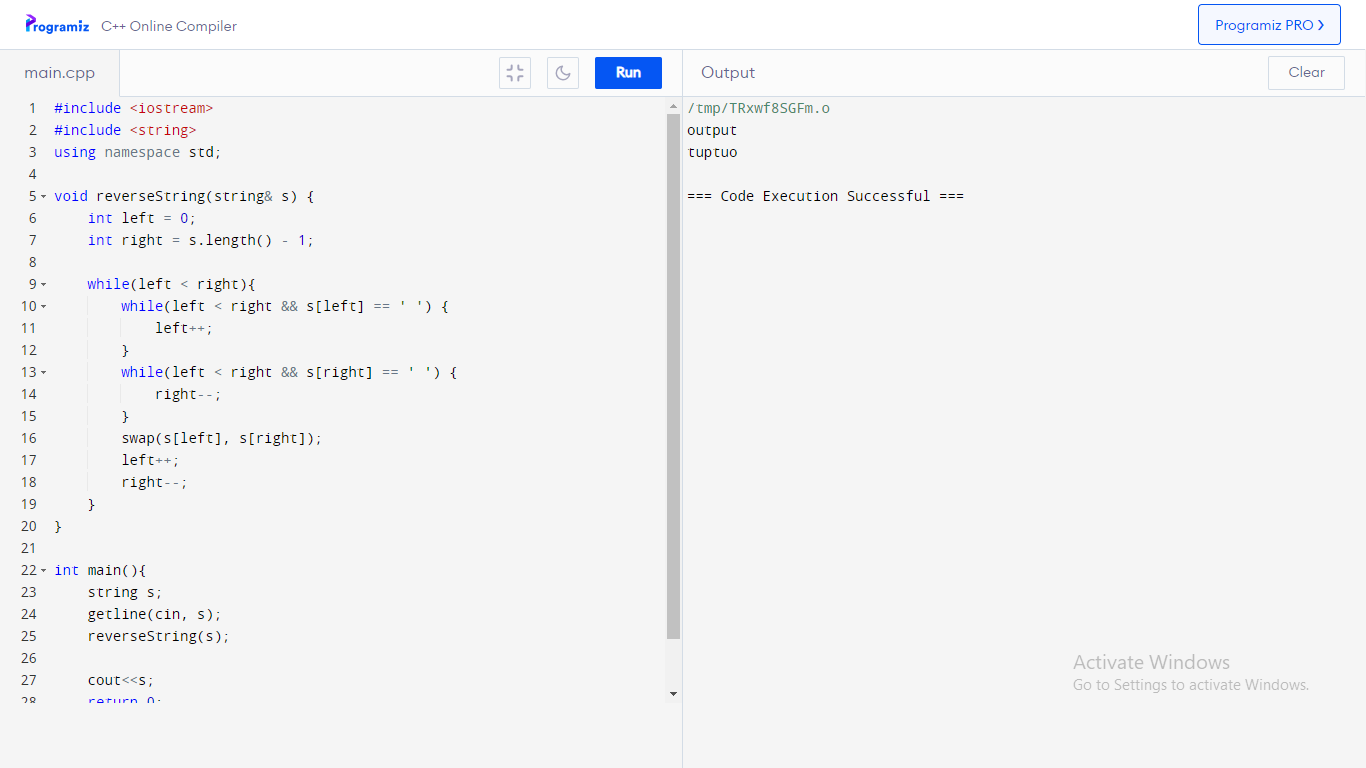 Programiz C++ Online Compiler
Programiz PRO ❯
main.cpp
Run
Output
Clear
1 #include <iostream>
2 #include <string>
3 using namespace std;
4
5 void reverseString(string& s) {
6     int left = 0;
7     int right = s.length() - 1;
8
9     while(left < right){
10         while(left < right && s[left] == ' ') {
11             left++;
12         }
13         while(left < right && s[right] == ' ') {
14             right--;
15         }
16         swap(s[left], s[right]);
17         left++;
18         right--;
19     }
20 }
21
22 int main(){
23     string s;
24     getline(cin, s);
25     reverseString(s);
26
27     cout<<s;
28     return 0;
/tmp/TRxwf8SGFm.o
output
tuptuo
=== Code Execution Successful ===
Activate Windows
Go to Settings to activate Windows.